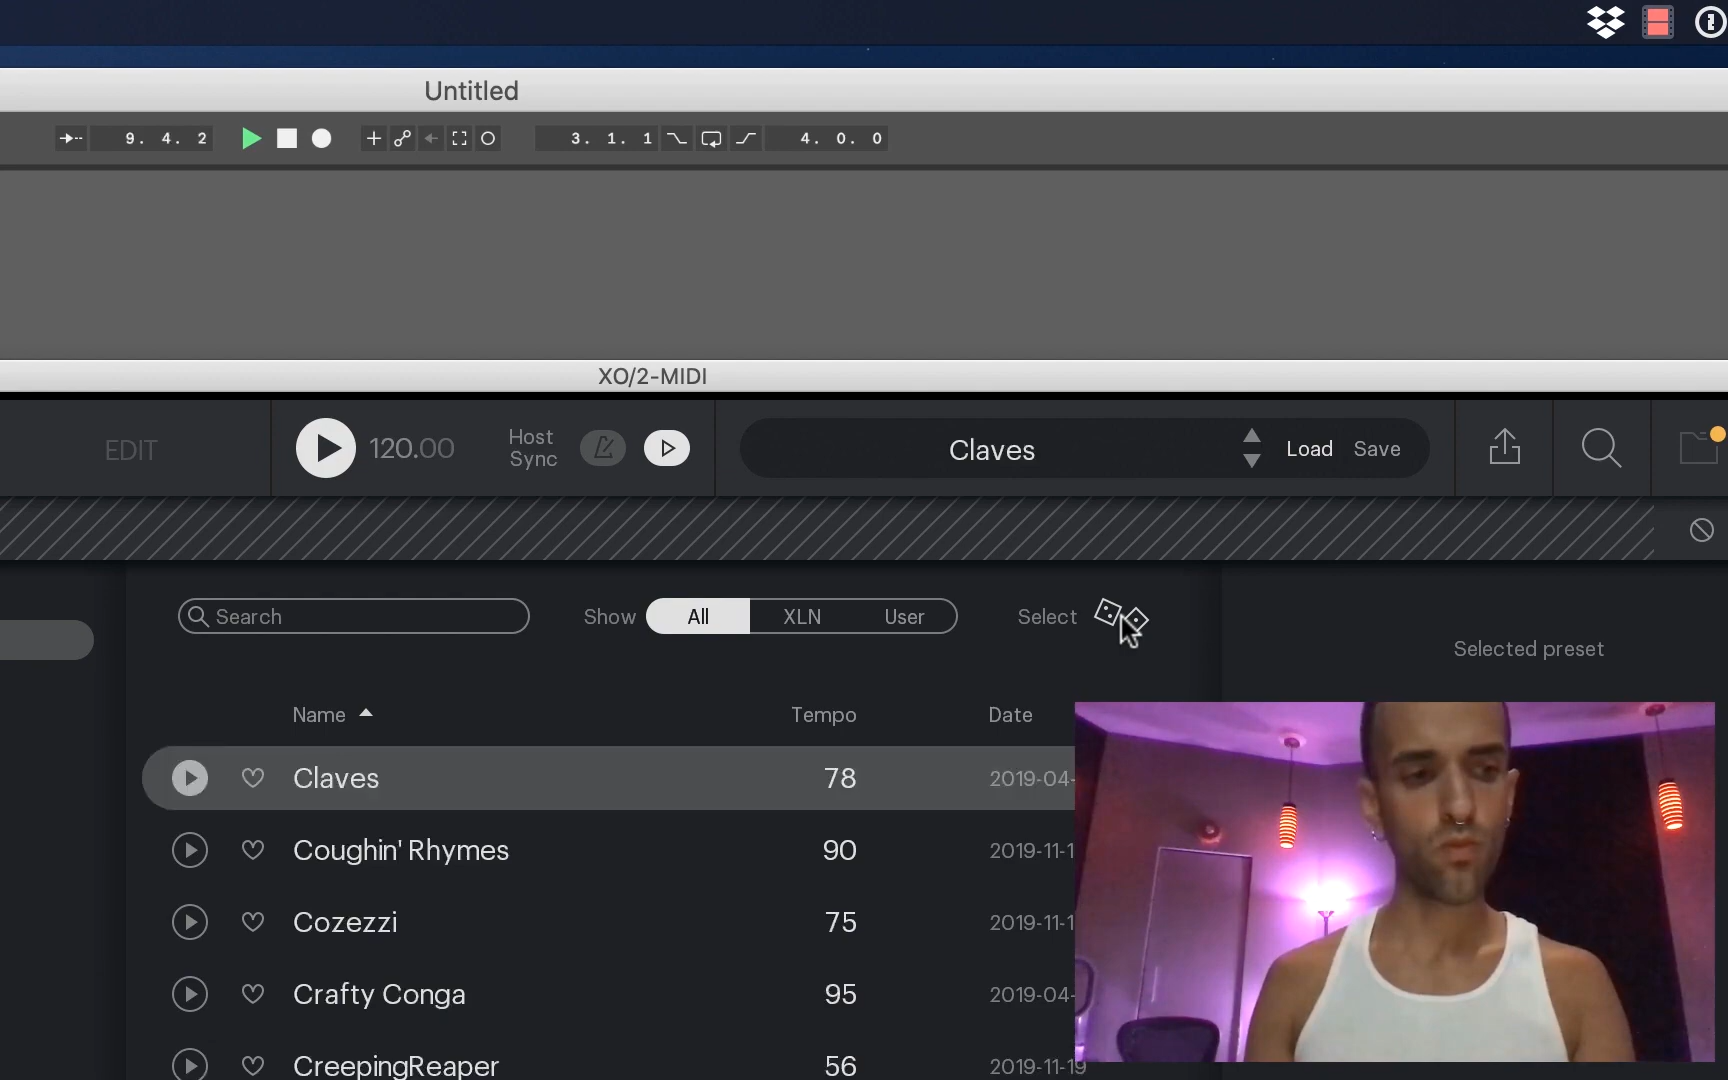 Untitled
9. 4. 2
3. 1. 1
4. 0. 0
XO/2-MIDI
EDIT
120.00
Host
Sync
Claves
Load
Save
Search
Show
All
XLN
User
Select
Selected preset
Name
Tempo
Date
Claves 78 2019-04-
Coughin' Rhymes 90 2019-11-1
Cozezzi 75 2019-11-1
Crafty Conga 95 2019-04-
CreepingReaper 56 2019-11-19